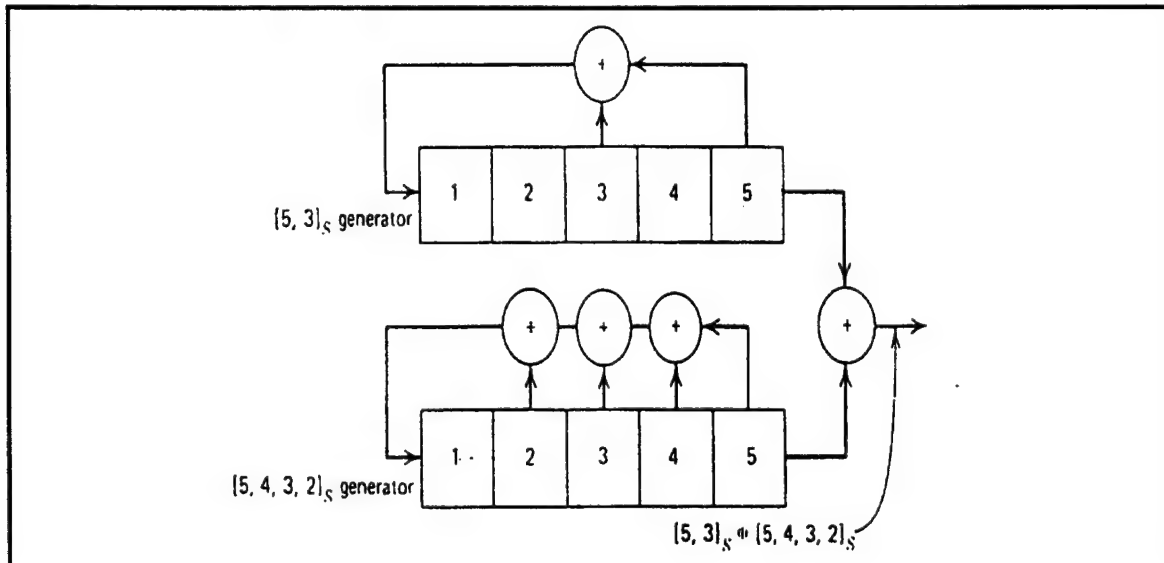 +
1 2 3 4 5
[5, 3]S generator
+ + + +
1 2 3 4 5
[5, 4, 3, 2]S generator
[5, 3]S ⊕ [5, 4, 3, 2]S